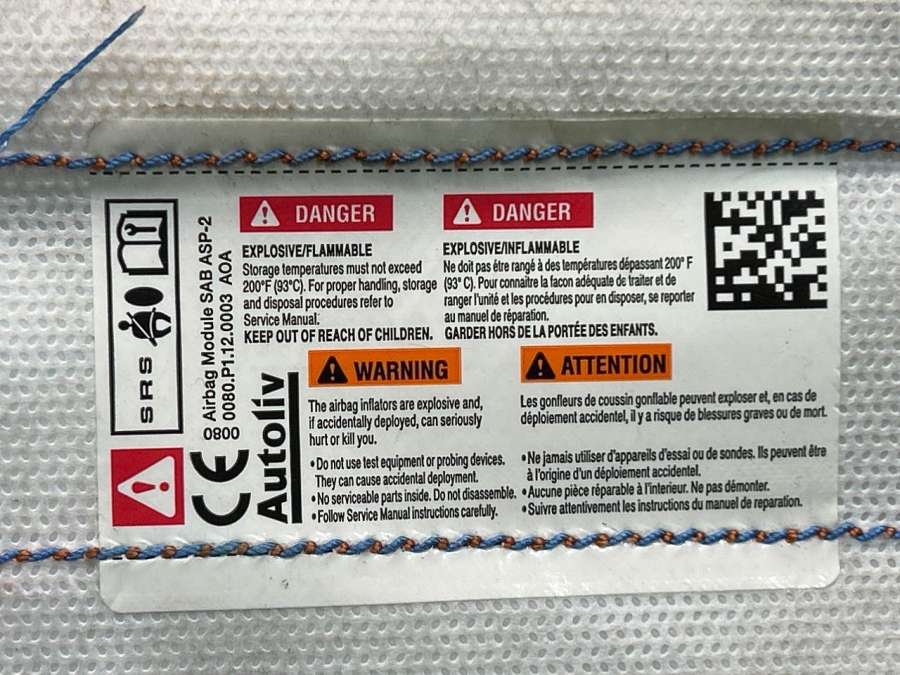 SRS
Airbag Module SAB ASP-2
0800 0080.P1.12.0003 AOA
CE
Autoliv
DANGER
EXPLOSIVE/FLAMMABLE
Storage temperatures must not exceed
200°F (93°C). For proper handling, storage
and disposal procedures refer to
Service Manual.
KEEP OUT OF REACH OF CHILDREN.
DANGER
EXPLOSIVE/INFLAMMABLE
Ne doit pas être rangé à des températures dépassant 200° F
(93° C). Pour connaitre la facon adéquate de traiter et de
ranger l'unité et les procédures pour en disposer, se reporter
au manuel de réparation.
GARDER HORS DE LA PORTÉE DES ENFANTS.
WARNING
The airbag inflators are explosive and,
if accidentally deployed, can seriously
hurt or kill you.
•Do not use test equipment or probing devices.
They can cause accidental deployment.
•No serviceable parts inside. Do not disassemble.
•Follow Service Manual instructions carefully.
ATTENTION
Les gonfleurs de coussin gonflable peuvent exploser et, en cas de
déploiement accidentel, il y a risque de blessures graves ou de mort.
•Ne jamais utiliser d'appareils d'essai ou de sondes. Ils peuvent être
à l'origine d'un déploiement accidentel.
•Aucune pièce réparable à l'interieur. Ne pas démonter.
•Suivre attentivement les instructions du manuel de reparation.